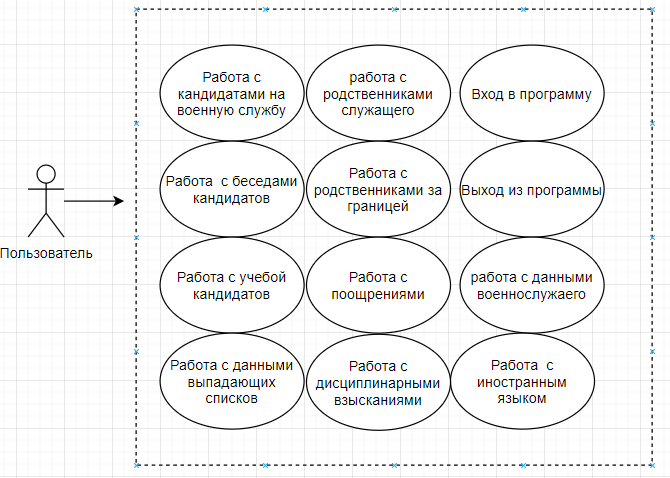 Работа с
кандидатами на
военную службу
работа с
родственниками
служащего
Вход в программу
Работа с беседами
кандидатов
Работа с
родственниками за
границей
Выход из программы
Пользователь
Работа с учебой
кандидатов
Работа с
поощрениями
работа с данными
военнослужаего
Работа с данными
выпадающих
списков
Работа с
дисциплинарными
взысканиями
Работа с
иностранным
языком